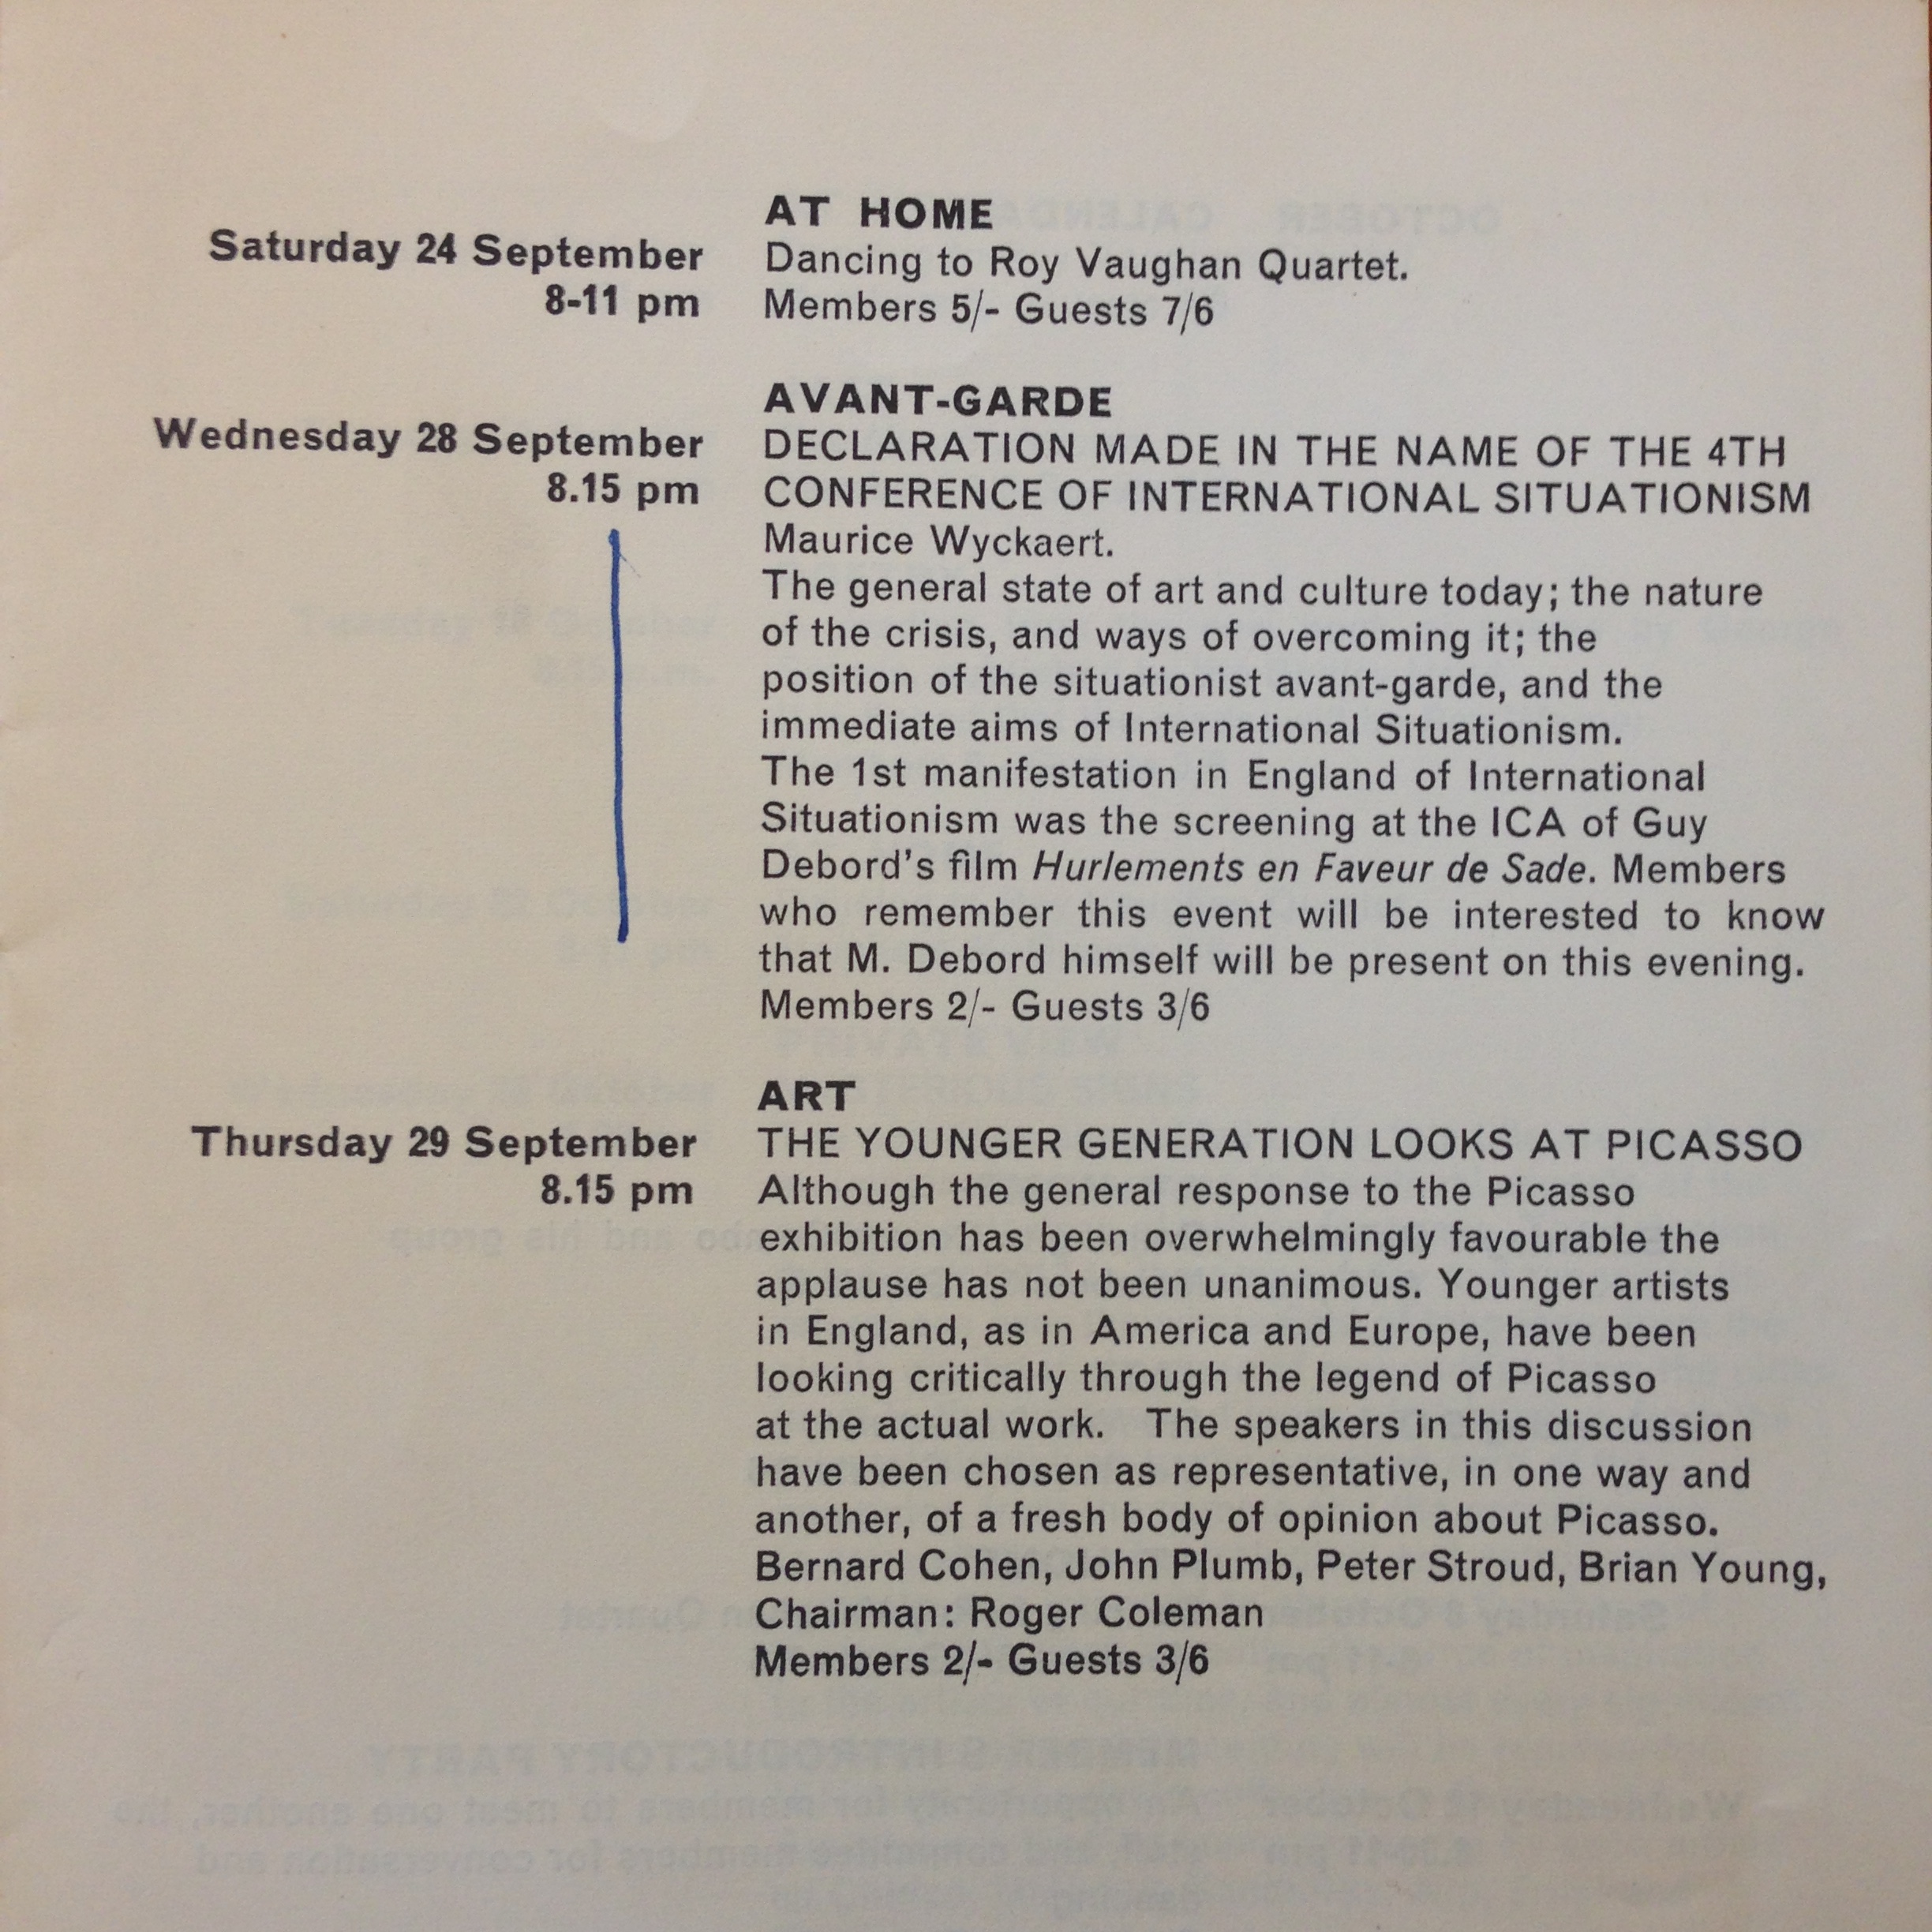 AT HOME
Saturday 24 September
Dancing to Roy Vaughan Quartet.
8-11 pm
Members 5/- Guests 7/6
AVANT-GARDE
Wednesday 28 September
DECLARATION MADE IN THE NAME OF THE 4TH
8.15 pm
CONFERENCE OF INTERNATIONAL SITUATIONISM
Maurice Wyckaert.
The general state of art and culture today; the nature
of the crisis, and ways of overcoming it; the
position of the situationist avant-garde, and the
immediate aims of International Situationism.
The 1st manifestation in England of International
Situationism was the screening at the ICA of Guy
Debord's film Hurlements en Faveur de Sade. Members
who remember this event will be interested to know
that M. Debord himself will be present on this evening.
Members 2/- Guests 3/6
ART
Thursday 29 September
THE YOUNGER GENERATION LOOKS AT PICASSO
8.15 pm
Although the general response to the Picasso
exhibition has been overwhelmingly favourable the
applause has not been unanimous. Younger artists
in England, as in America and Europe, have been
looking critically through the legend of Picasso
at the actual work. The speakers in this discussion
have been chosen as representative, in one way and
another, of a fresh body of opinion about Picasso.
Bernard Cohen, John Plumb, Peter Stroud, Brian Young,
Chairman: Roger Coleman
Members 2/- Guests 3/6